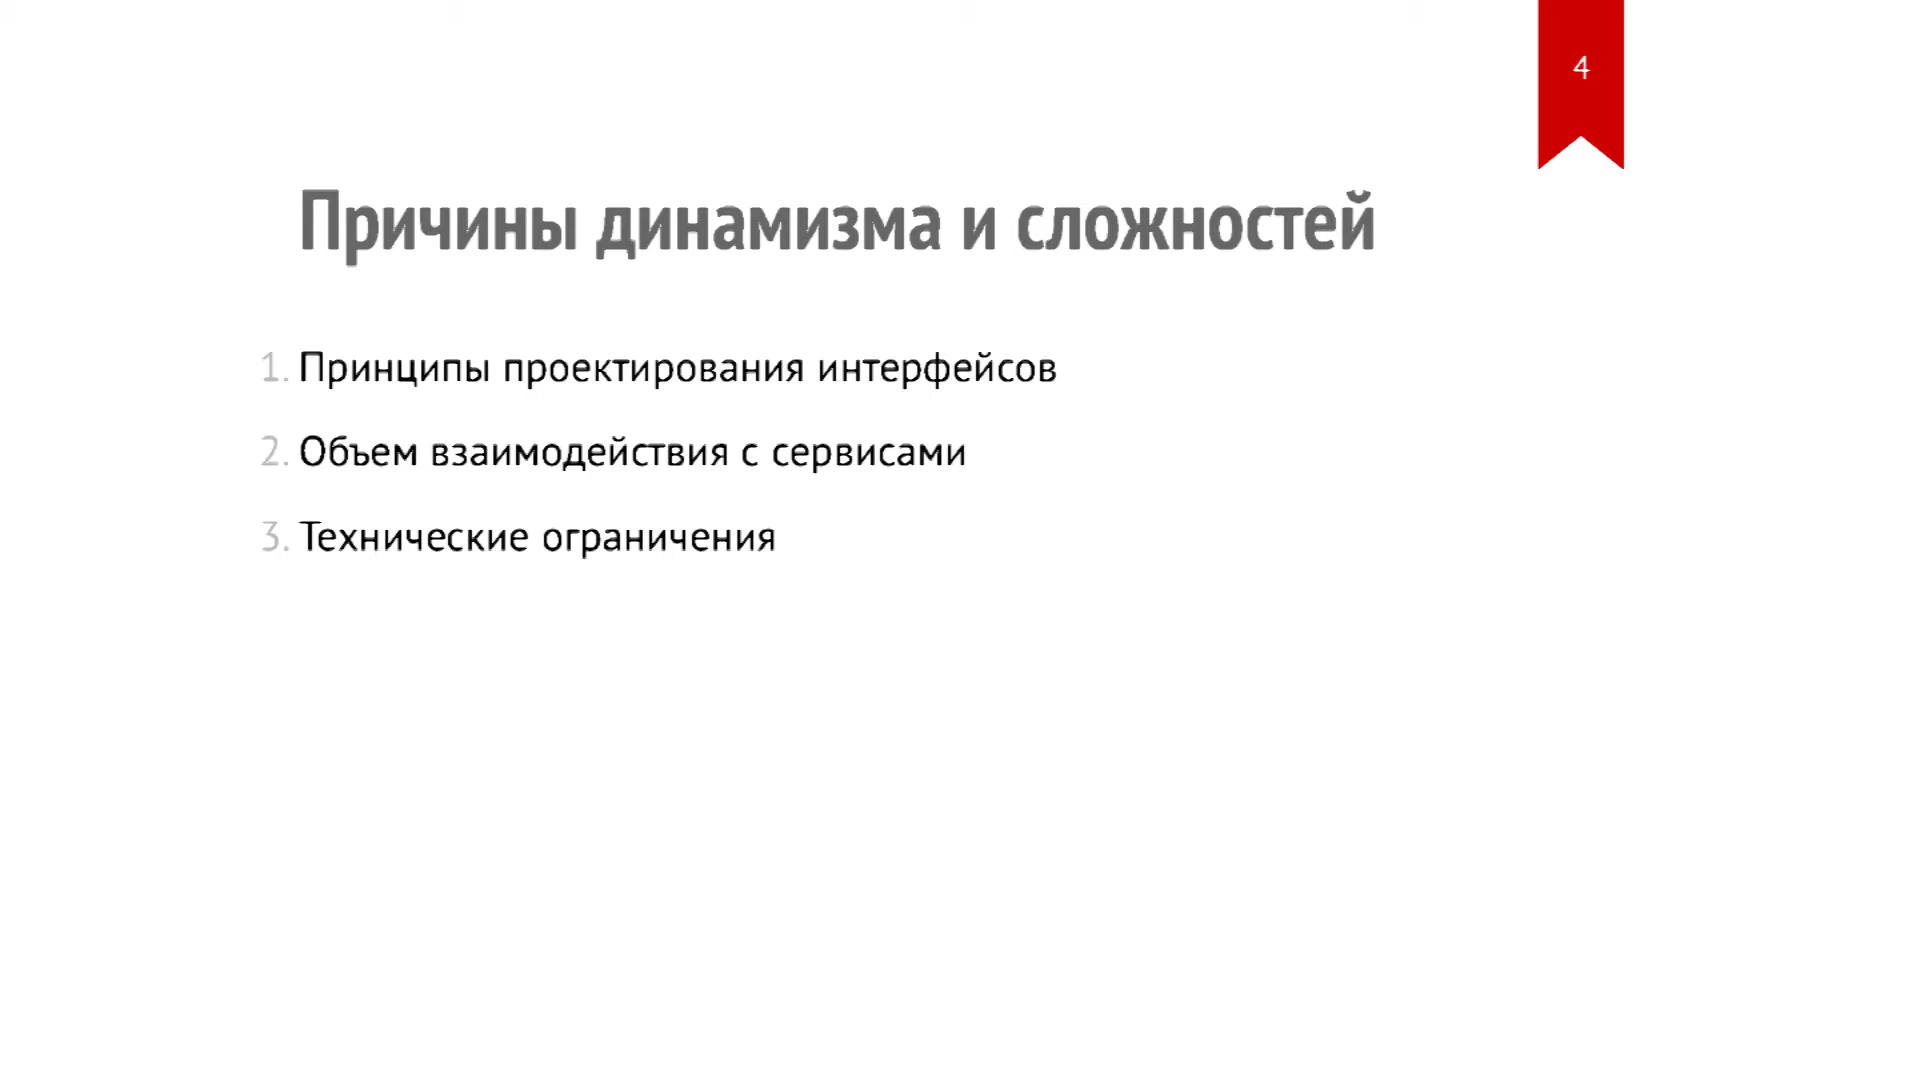 4
Причины динамизма и сложностей
1. Принципы проектирования интерфейсов
2. Объем взаимодействия с сервисами
3. Технические ограничения